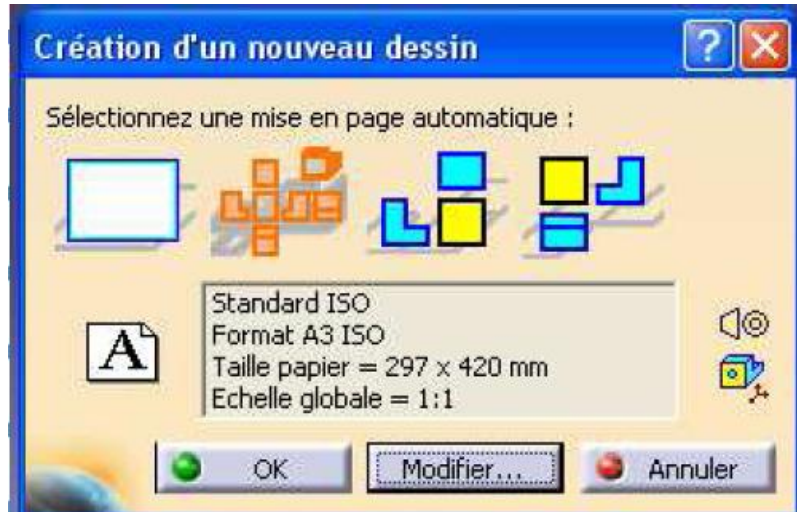 Création d'un nouveau dessin
?
X
Sélectionnez une mise en page automatique :
A
Standard ISO
Format A3 ISO
Taille papier = 297 x 420 mm
Echelle globale = 1:1
OK
Modifier...
Annuler